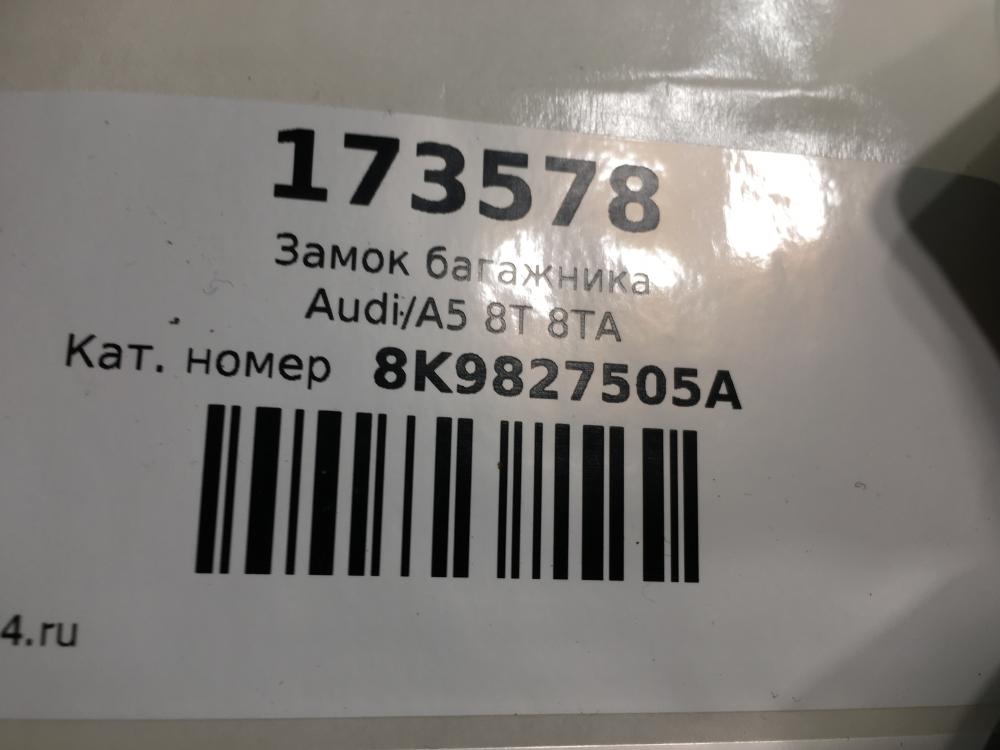 173578
Замок багажника
Audi/A5 8T 8TA
Кат. номер 8K9827505A
4.ru